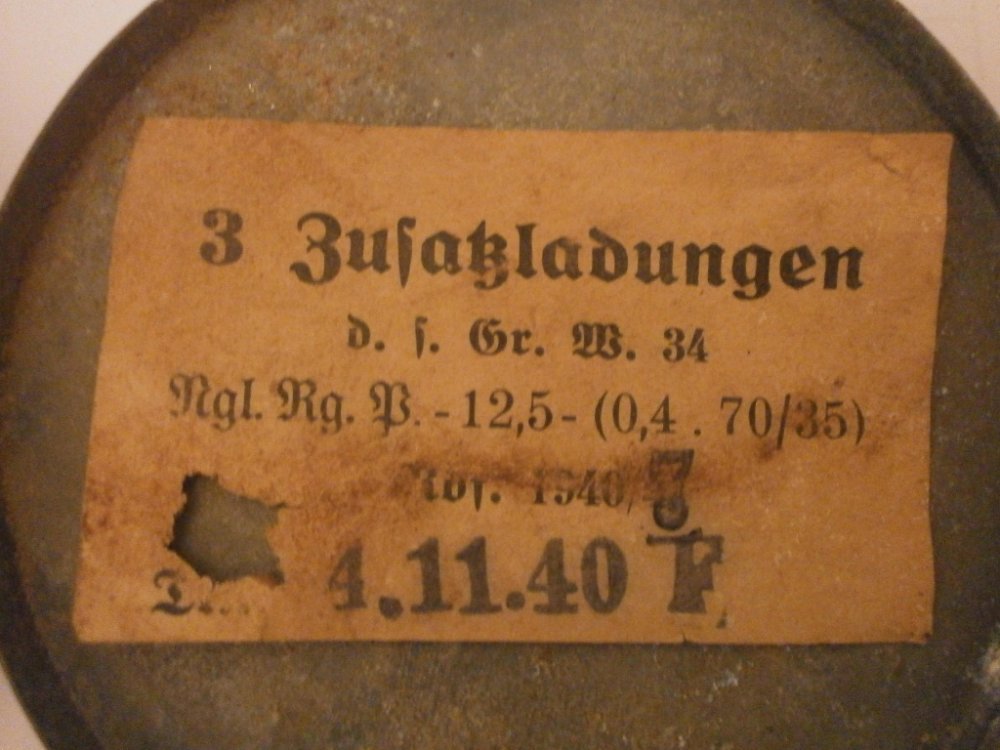 3 Zusatzladungen
d. s. Gr. W. 34
Ngl. Rg. P. -12,5- (0,4 . 70/35)
1940/
4.11.40 F